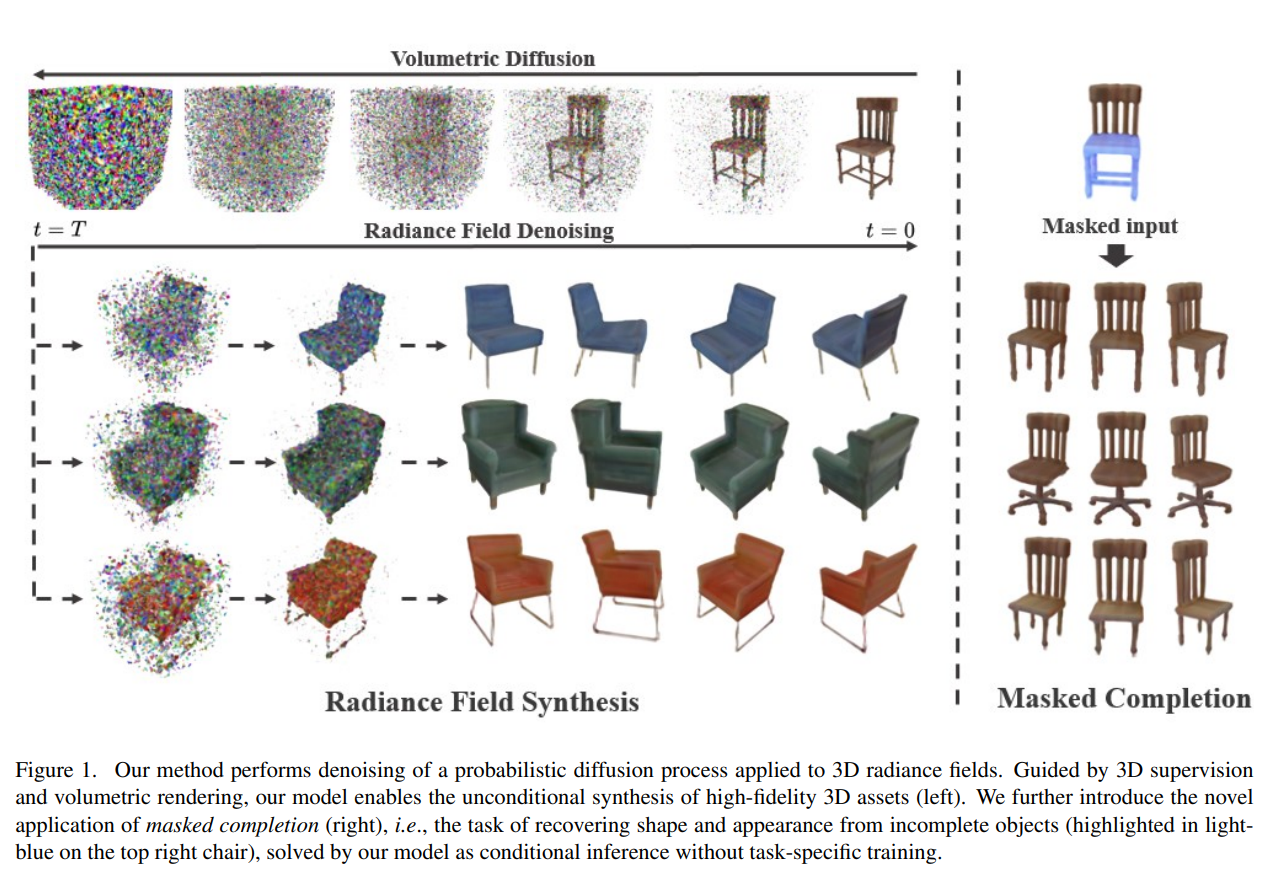 Volumetric Diffusion
t = T
Radiance Field Denoising
t = 0
Radiance Field Synthesis
Masked input
Masked Completion
Figure 1. Our method performs denoising of a probabilistic diffusion process applied to 3D radiance fields. Guided by 3D supervision
and volumetric rendering, our model enables the unconditional synthesis of high-fidelity 3D assets (left). We further introduce the novel
application of masked completion (right), i.e., the task of recovering shape and appearance from incomplete objects (highlighted in light-
blue on the top right chair), solved by our model as conditional inference without task-specific training.